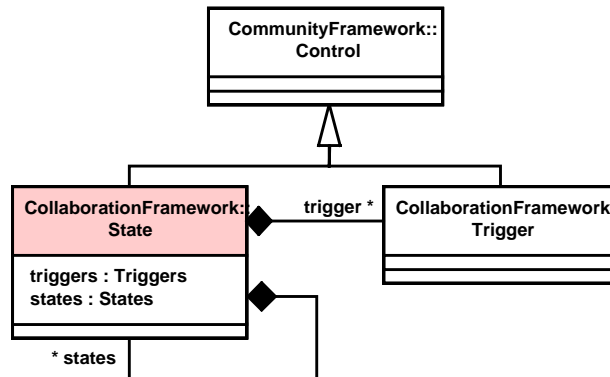 CommunityFramework::
Control
CollaborationFramework::
State
trigger *
CollaborationFramework
Trigger
triggers : Triggers
states : States
* states